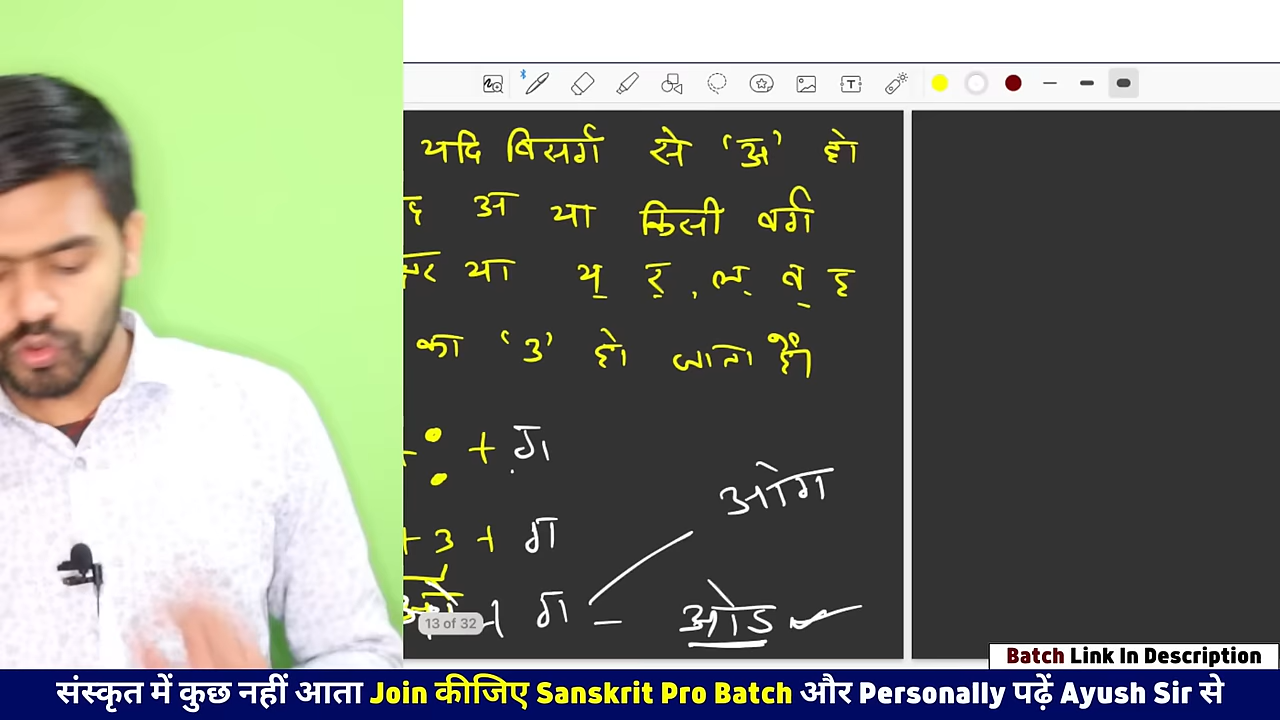 यदि विसर्ग से 'अ' हो
अ या किसी वर्ग
या य् र् , ल् व् ह
का 'उ' हो जाता है।
+ ग
ओग
+ उ + ग
+ ग – ओड
13 of 32
Batch Link In Description
संस्कृत में कुछ नहीं आता Join कीजिए Sanskrit Pro Batch और Personally पढ़ें Ayush Sir से